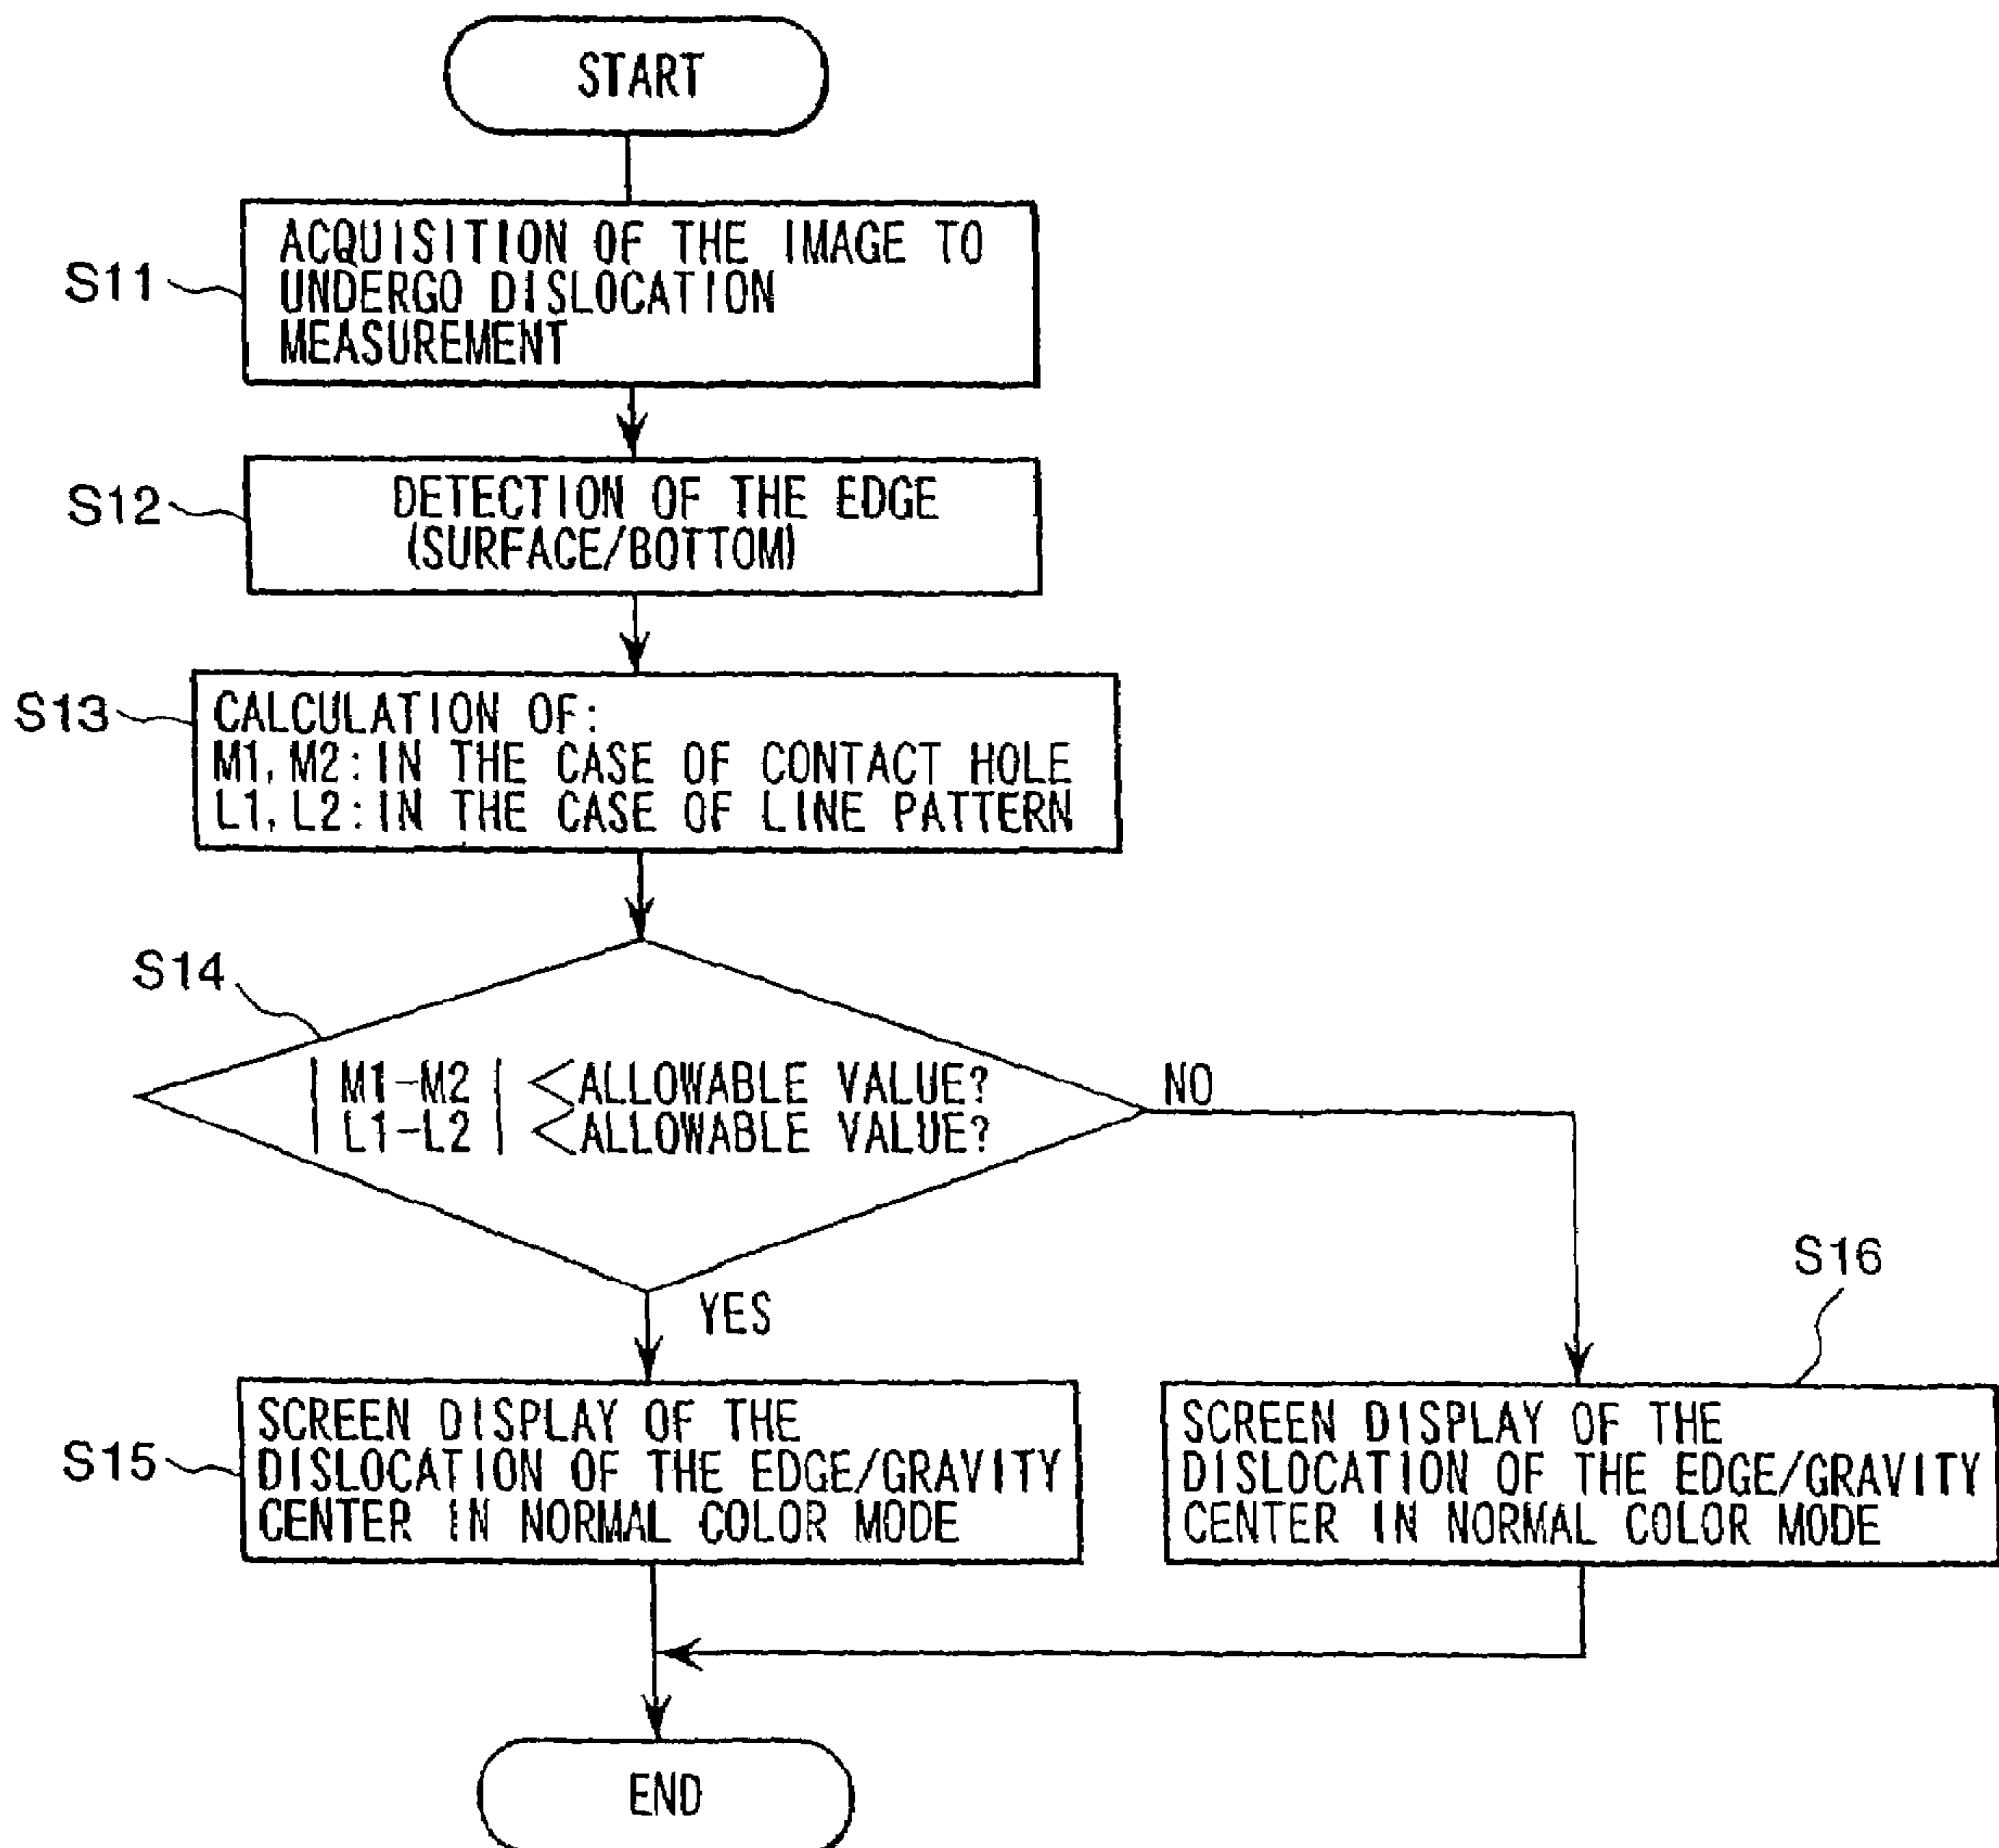 START
S11
ACQUISITION OF THE IMAGE TO
UNDERGO DISLOCATION
MEASUREMENT
S12
DETECTION OF THE EDGE
(SURFACE/BOTTOM)
S13
CALCULATION OF:
M1, M2:IN THE CASE OF CONTACT HOLE
L1, L2:IN THE CASE OF LINE PATTERN
S14
| M1-M2 | <ALLOWABLE VALUE?
| L1-L2 | <ALLOWABLE VALUE?
NO
YES
S15
SCREEN DISPLAY OF THE
DISLOCATION OF THE EDGE/GRAVITY
CENTER IN NORMAL COLOR MODE
S16
SCREEN DISPLAY OF THE
DISLOCATION OF THE EDGE/GRAVITY
CENTER IN NORMAL COLOR MODE
END